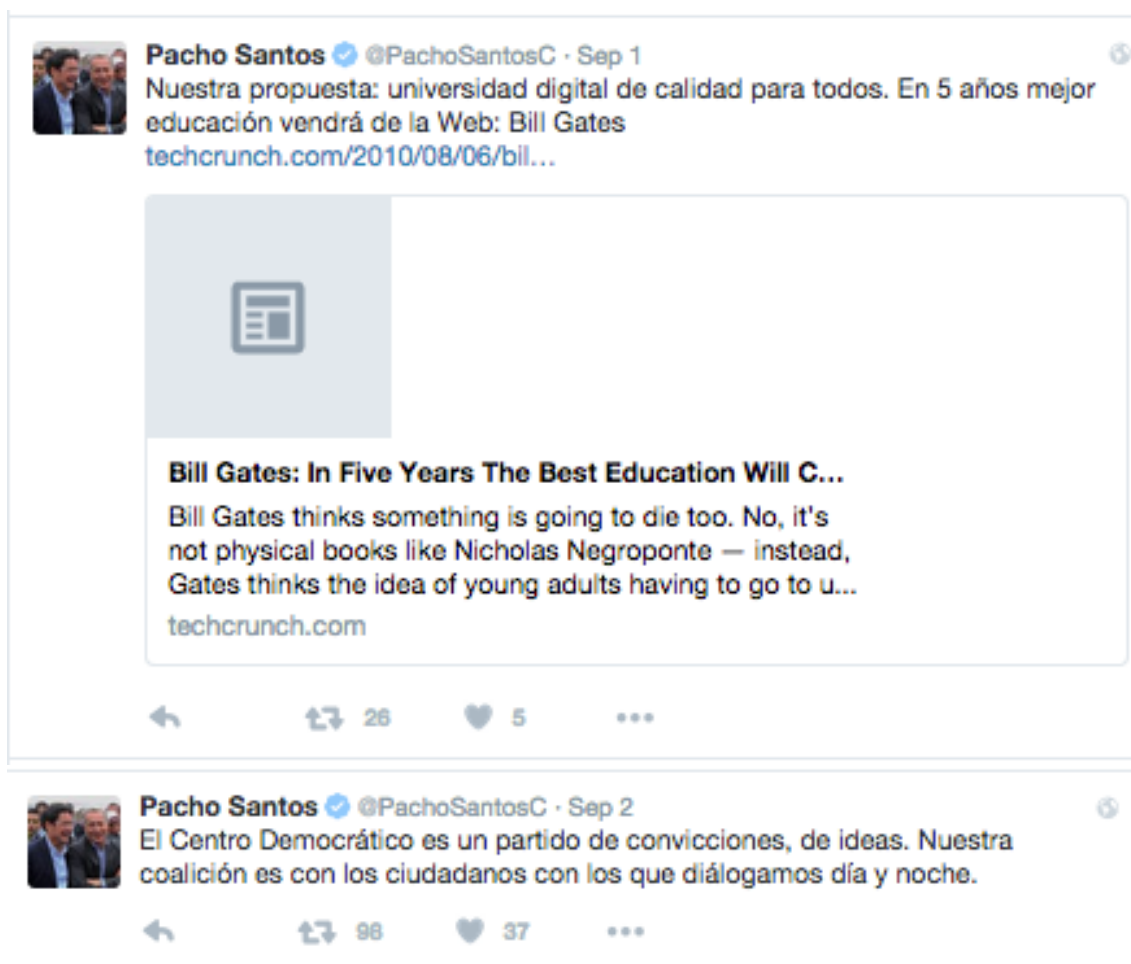 Pacho Santos @PachoSantosC · Sep 1
Nuestra propuesta: universidad digital de calidad para todos. En 5 años mejor
educación vendrá de la Web: Bill Gates
techcrunch.com/2010/08/06/bil...
Bill Gates: In Five Years The Best Education Will C...
Bill Gates thinks something is going to die too. No, it's
not physical books like Nicholas Negroponte — instead,
Gates thinks the idea of young adults having to go to u...
techcrunch.com
26 5
Pacho Santos @PachoSantosC · Sep 2
El Centro Democrático es un partido de convicciones, de ideas. Nuestra
coalición es con los ciudadanos con los que diálogamos día y noche.
98 37